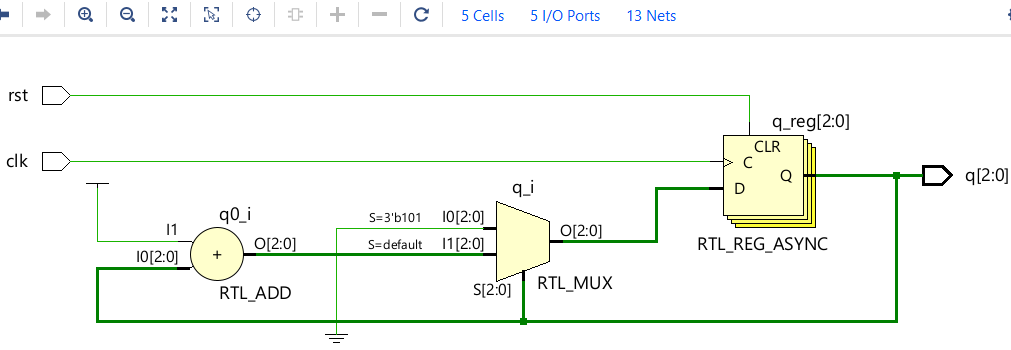 5 Cells 5 I/O Ports 13 Nets
rst
q_reg[2:0]
CLR
clk
C
Q
q[2:0]
D
q_i
q0_i
S=3'b101
I0[2:0]
I1
O[2:0]
S=default
I1[2:0]
O[2:0]
RTL_REG_ASYNC
I0[2:0]
+
RTL_ADD
S[2:0]
RTL_MUX